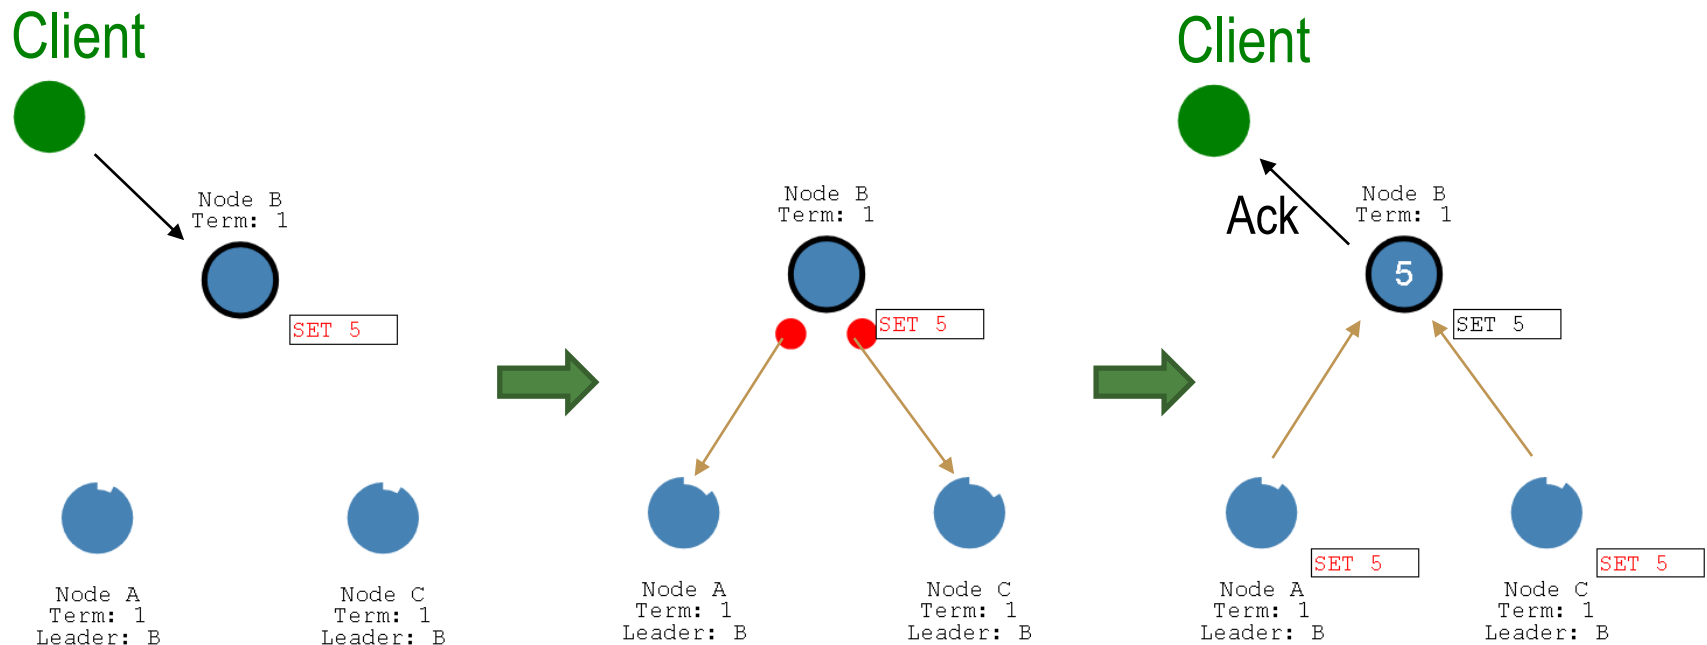 Client
Node B
Term: 1
SET 5
Node A
Term: 1
Leader: B
Node C
Term: 1
Leader: B
Node B
Term: 1
SET 5
Node A
Term: 1
Leader: B
Node C
Term: 1
Leader: B
Client
Ack
Node B
Term: 1
5
SET 5
SET 5
Node A
Term: 1
Leader: B
SET 5
Node C
Term: 1
Leader: B